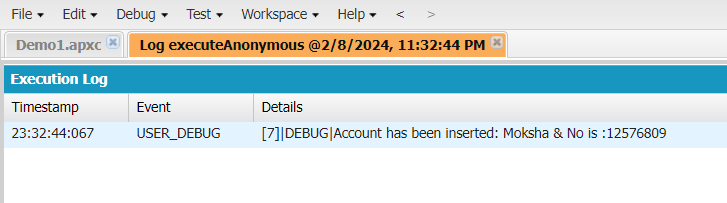 File Edit Debug Test Workspace Help < >
Demo1.apxc Log executeAnonymous @2/8/2024, 11:32:44 PM
Execution Log
Timestamp Event Details
23:32:44:067 USER_DEBUG [7]|DEBUG|Account has been inserted: Moksha & No is :12576809